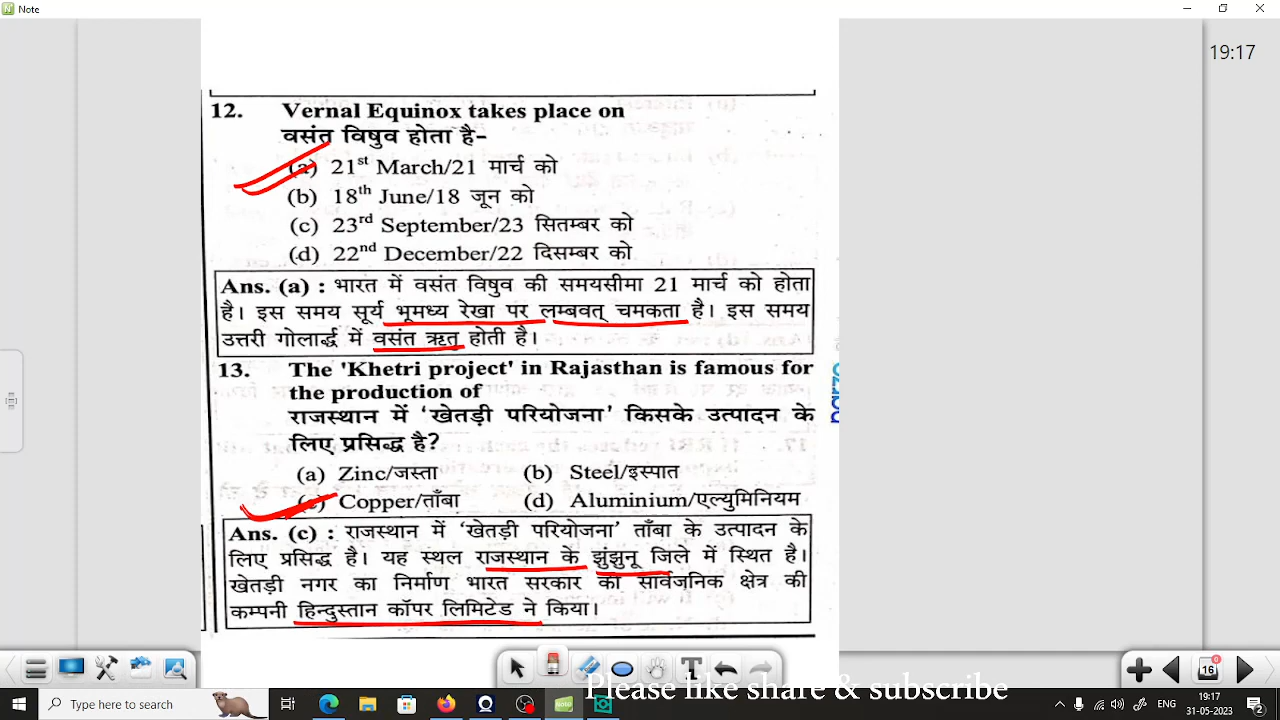 Note
19:17
12. Vernal Equinox takes place on
वसंत विषुव होता है-
(a) 21st March/21 मार्च को
(b) 18th June/18 जून को
(c) 23rd September/23 सितम्बर को
(d) 22nd December/22 दिसम्बर को
Ans. (a) : भारत में वसंत विषुव की समयसीमा 21 मार्च को होता
है। इस समय सूर्य भूमध्य रेखा पर लम्बवत् चमकता है। इस समय
उत्तरी गोलार्द्ध में वसंत ऋतु होती है।
13. The 'Khetri project' in Rajasthan is famous for
the production of
राजस्थान में ‘खेतड़ी परियोजना’ किसके उत्पादन के
लिए प्रसिद्ध है?
(a) Zinc/जस्ता (b) Steel/इस्पात
(c) Copper/ताँबा (d) Aluminium/एल्युमिनियम
Ans. (c) : राजस्थान में ‘खेतड़ी परियोजना’ ताँबा के उत्पादन के
लिए प्रसिद्ध है। यह स्थल राजस्थान के झुंझुनू जिले में स्थित है।
खेतड़ी नगर का निर्माण भारत सरकार की सार्वजनिक क्षेत्र की
कम्पनी हिन्दुस्तान कॉपर लिमिटेड ने किया।
16
Please like share & subscribe
Type here to search
ENG
19:17
31-05-2023